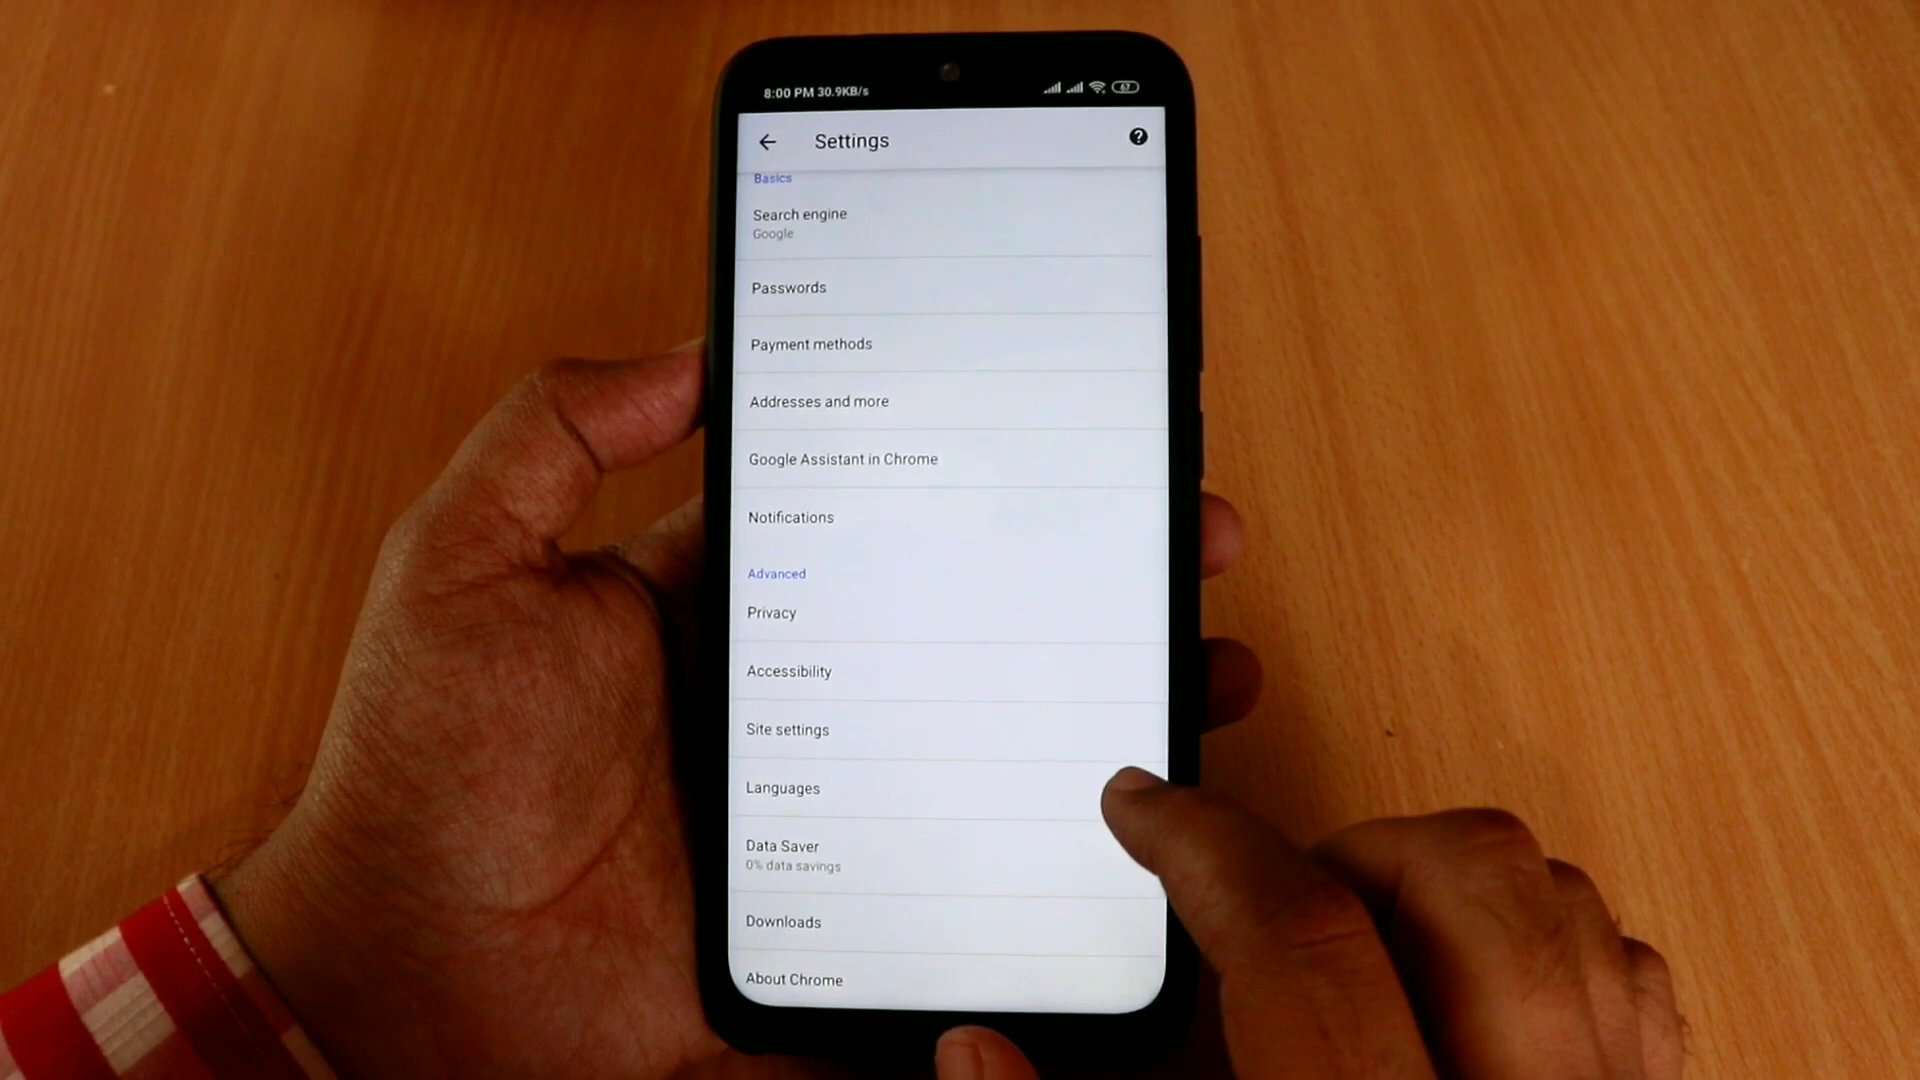 8:00 PM 30.9KB/s
67
Settings
Basics
Search engine
Google
Passwords
Payment methods
Addresses and more
Google Assistant in Chrome
Notifications
Advanced
Privacy
Accessibility
Site settings
Languages
Data Saver
0% data savings
Downloads
About Chrome